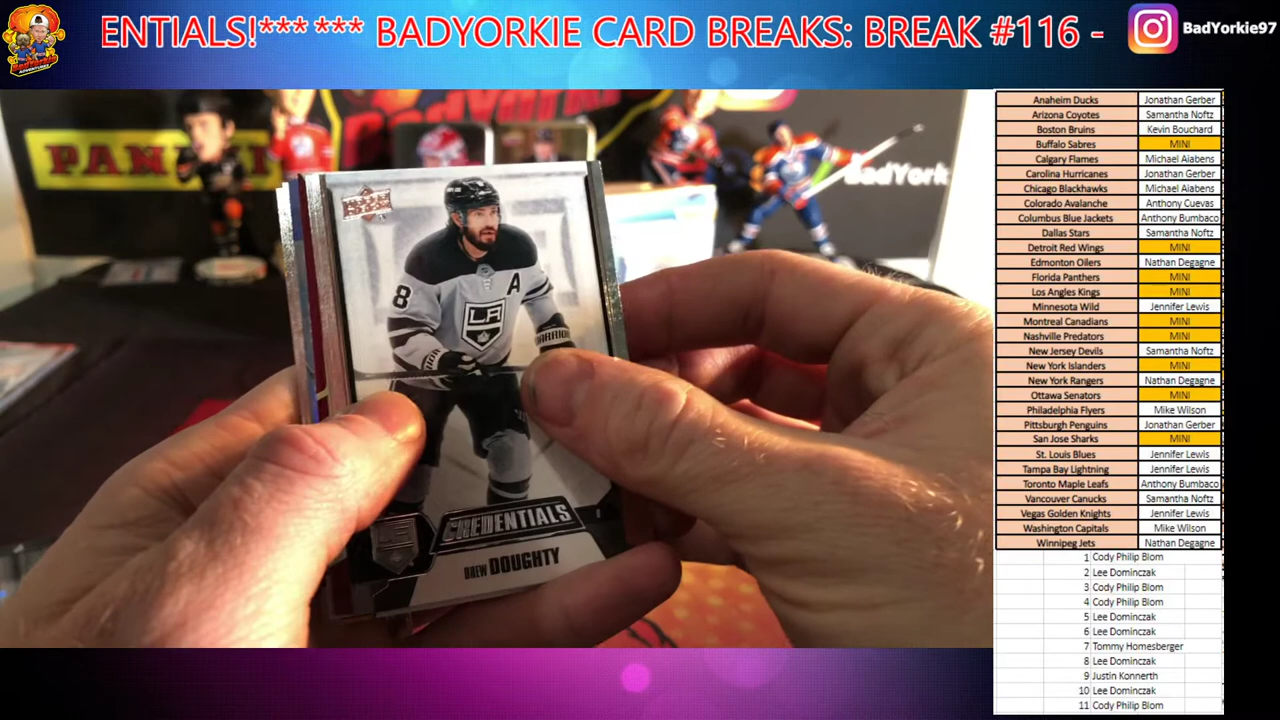 ENTIALS!*** *** BADYORKIE CARD BREAKS: BREAK #116 -
BadYorkie97
PANINI
BadYork
8
A
LA
CREDENTIALS
DREW DOUGHTY
Anaheim Ducks Jonathan Gerber
Arizona Coyotes Samantha Noftz
Boston Bruins Kevin Bouchard
Buffalo Sabres MINI
Calgary Flames Michael Aiabens
Carolina Hurricanes Jonathan Gerber
Chicago Blackhawks Michael Aiabens
Colorado Avalanche Anthony Cuevas
Columbus Blue Jackets Anthony Bumbaco
Dallas Stars Samantha Noftz
Detroit Red Wings MINI
Edmonton Oilers Nathan Degagne
Florida Panthers MINI
Los Angles Kings MINI
Minnesota Wild Jennifer Lewis
Montreal Canadians MINI
Nashville Predators MINI
New Jersey Devils Samantha Noftz
New York Islanders MINI
New York Rangers Nathan Degagne
Ottawa Senators MINI
Philadelphia Flyers Mike Wilson
Pittsburgh Penguins Jonathan Gerber
San Jose Sharks MINI
St. Louis Blues Jennifer Lewis
Tampa Bay Lightning Jennifer Lewis
Toronto Maple Leafs Anthony Bumbaco
Vancouver Canucks Samantha Noftz
Vegas Golden Knights Jennifer Lewis
Washington Capitals Mike Wilson
Winnipeg Jets Nathan Degagne
1 Cody Philip Blom
2 Lee Dominczak
3 Cody Philip Blom
4 Cody Philip Blom
5 Lee Dominczak
6 Lee Dominczak
7 Tommy Homesberger
8 Lee Dominczak
9 Justin Konnerth
10 Lee Dominczak
11 Cody Philip Blom